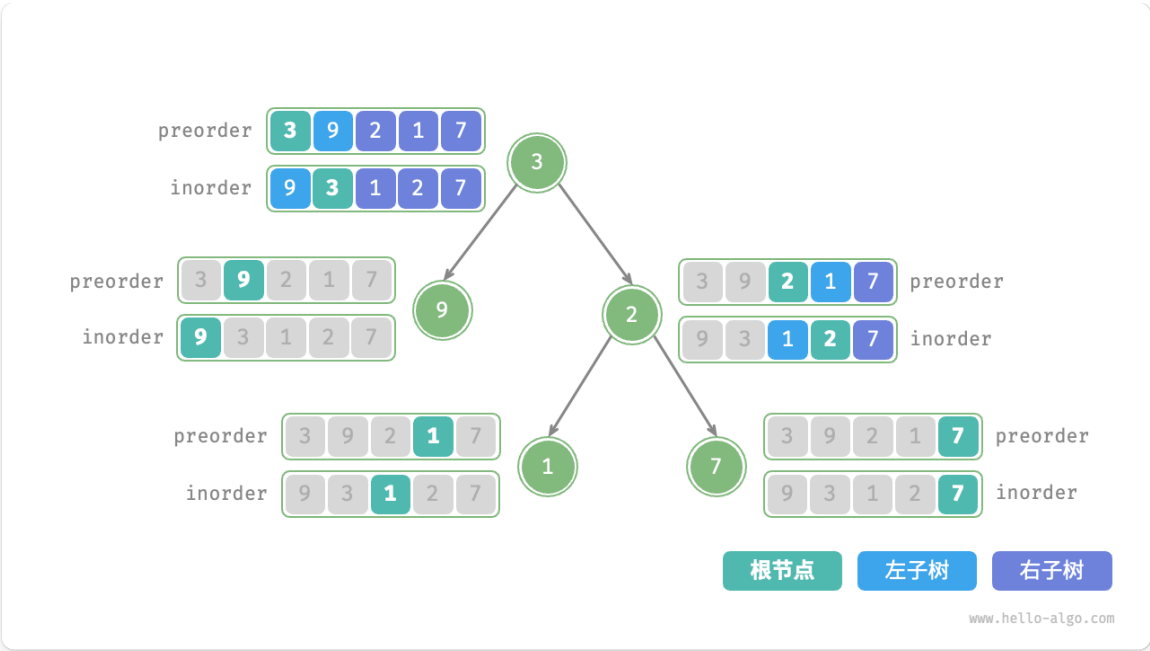 preorder 3 9 2 1 7
inorder 9 3 1 2 7
3
preorder 3 9 2 1 7
inorder 9 3 1 2 7
9
2
3 9 2 1 7 preorder
9 3 1 2 7 inorder
preorder 3 9 2 1 7
inorder 9 3 1 2 7
1
7
3 9 2 1 7 preorder
9 3 1 2 7 inorder
根节点 左子树 右子树
www.hello-algo.com